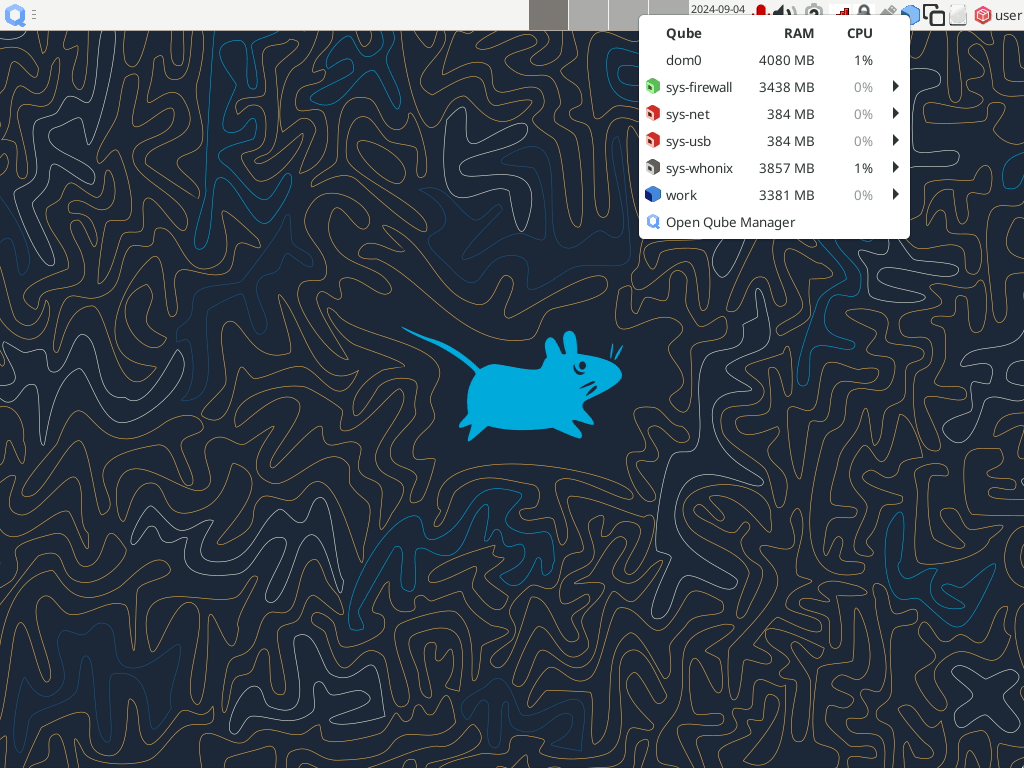 2024-09-04
user
Qube RAM CPU
dom0 4080 MB 1%
sys-firewall 3438 MB 0%
sys-net 384 MB 0%
sys-usb 384 MB 0%
sys-whonix 3857 MB 1%
work 3381 MB 0%
Open Qube Manager